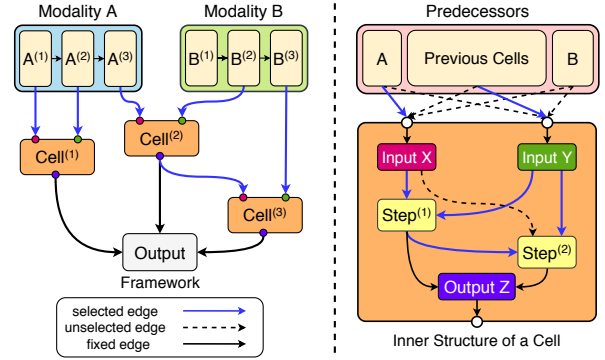 Modality A
Modality B
A(1) A(2) A(3)
B(1) B(2) B(3)
Cell(1)
Cell(2)
Cell(3)
Output
Framework
selected edge
unselected edge
fixed edge
Predecessors
A
Previous Cells
B
Input X
Input Y
Step(1)
Step(2)
Output Z
Inner Structure of a Cell